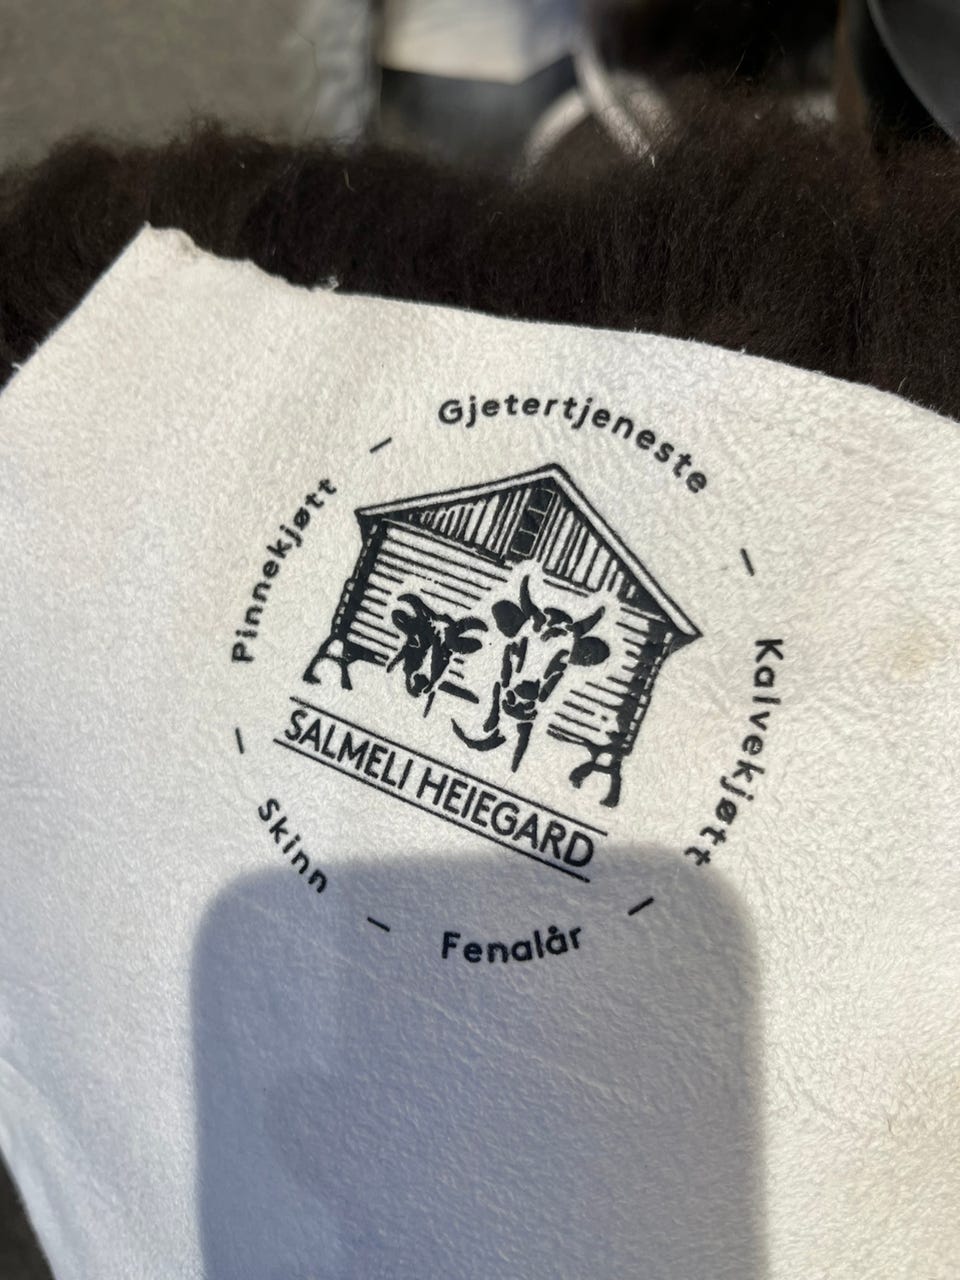 Gjetertjeneste
Kalvekjøtt
Fenalår
Skinn
Pinnekjøtt
SALMELI HEIEGARD